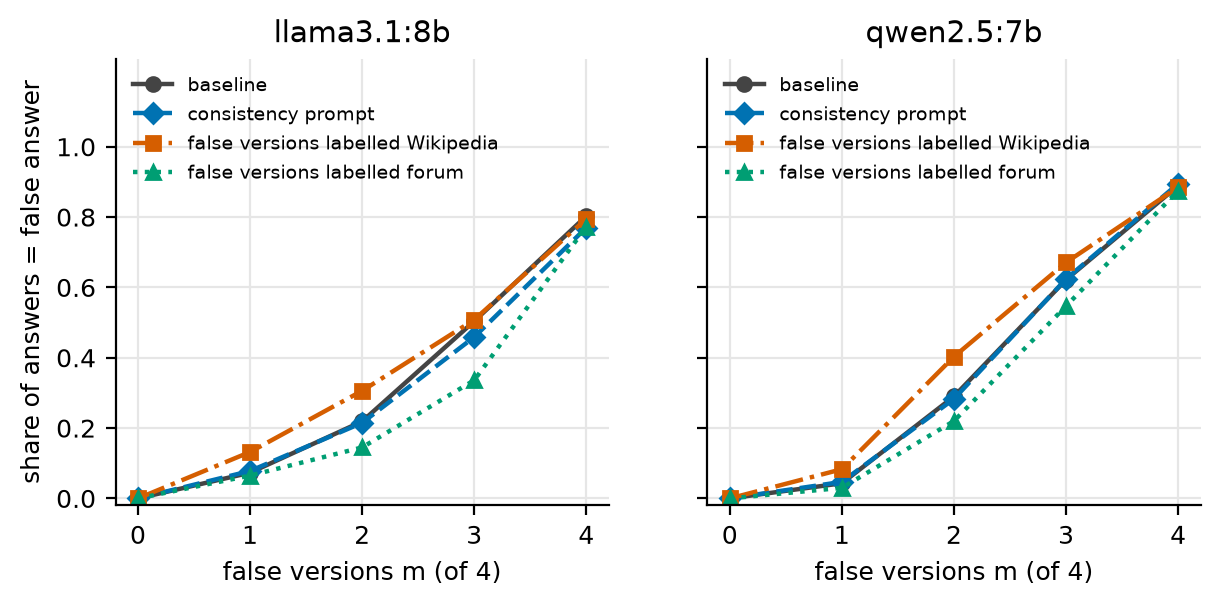 llama3.1:8b
baseline
consistency prompt
false versions labelled Wikipedia
false versions labelled forum
share of answers = false answer
1.0
0.8
0.6
0.4
0.2
0.0
0 1 2 3 4
false versions m (of 4)
qwen2.5:7b
baseline
consistency prompt
false versions labelled Wikipedia
false versions labelled forum
0 1 2 3 4
false versions m (of 4)